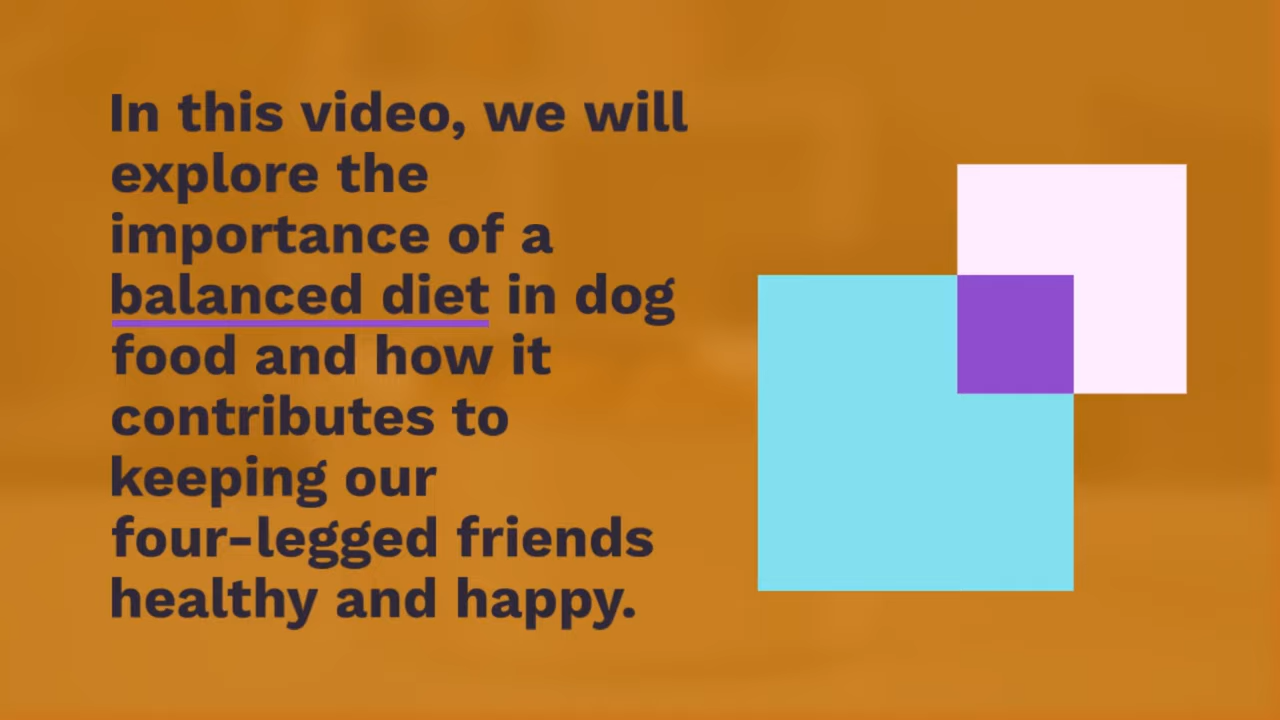 In this video, we will
explore the
importance of a
balanced diet in dog
food and how it
contributes to
keeping our
four-legged friends
healthy and happy.